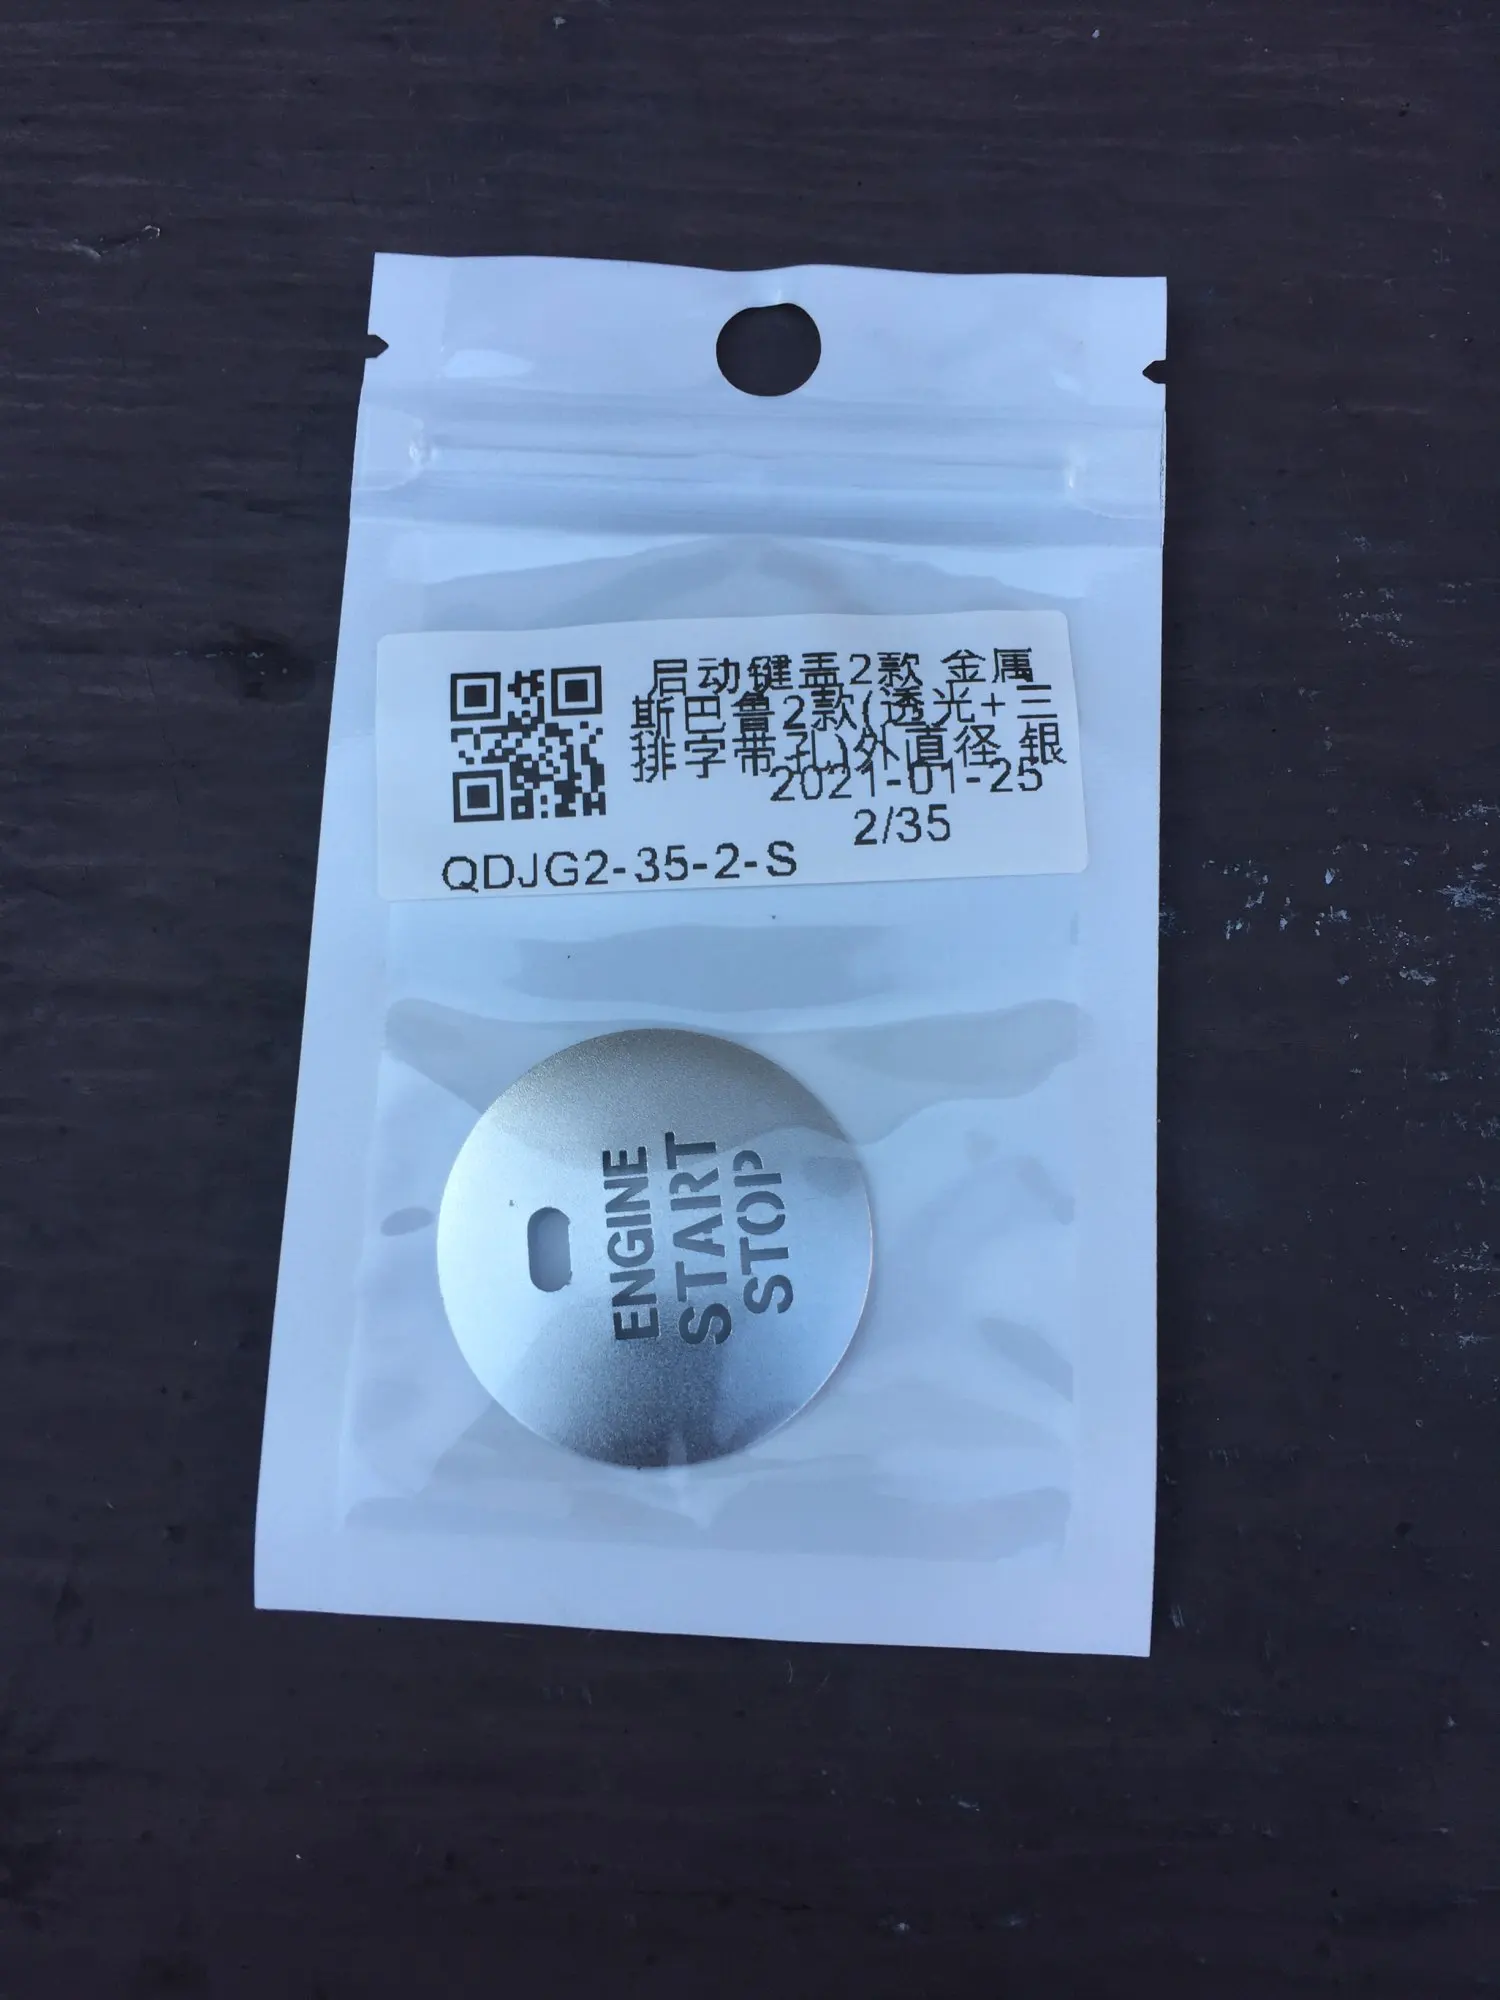 启动键盖2款 金属
斯巴鲁2款(透光+三
排字带孔)外直径 银
2021-01-25
2/35
QDJG2-35-2-S
ENGINE
START
STOP